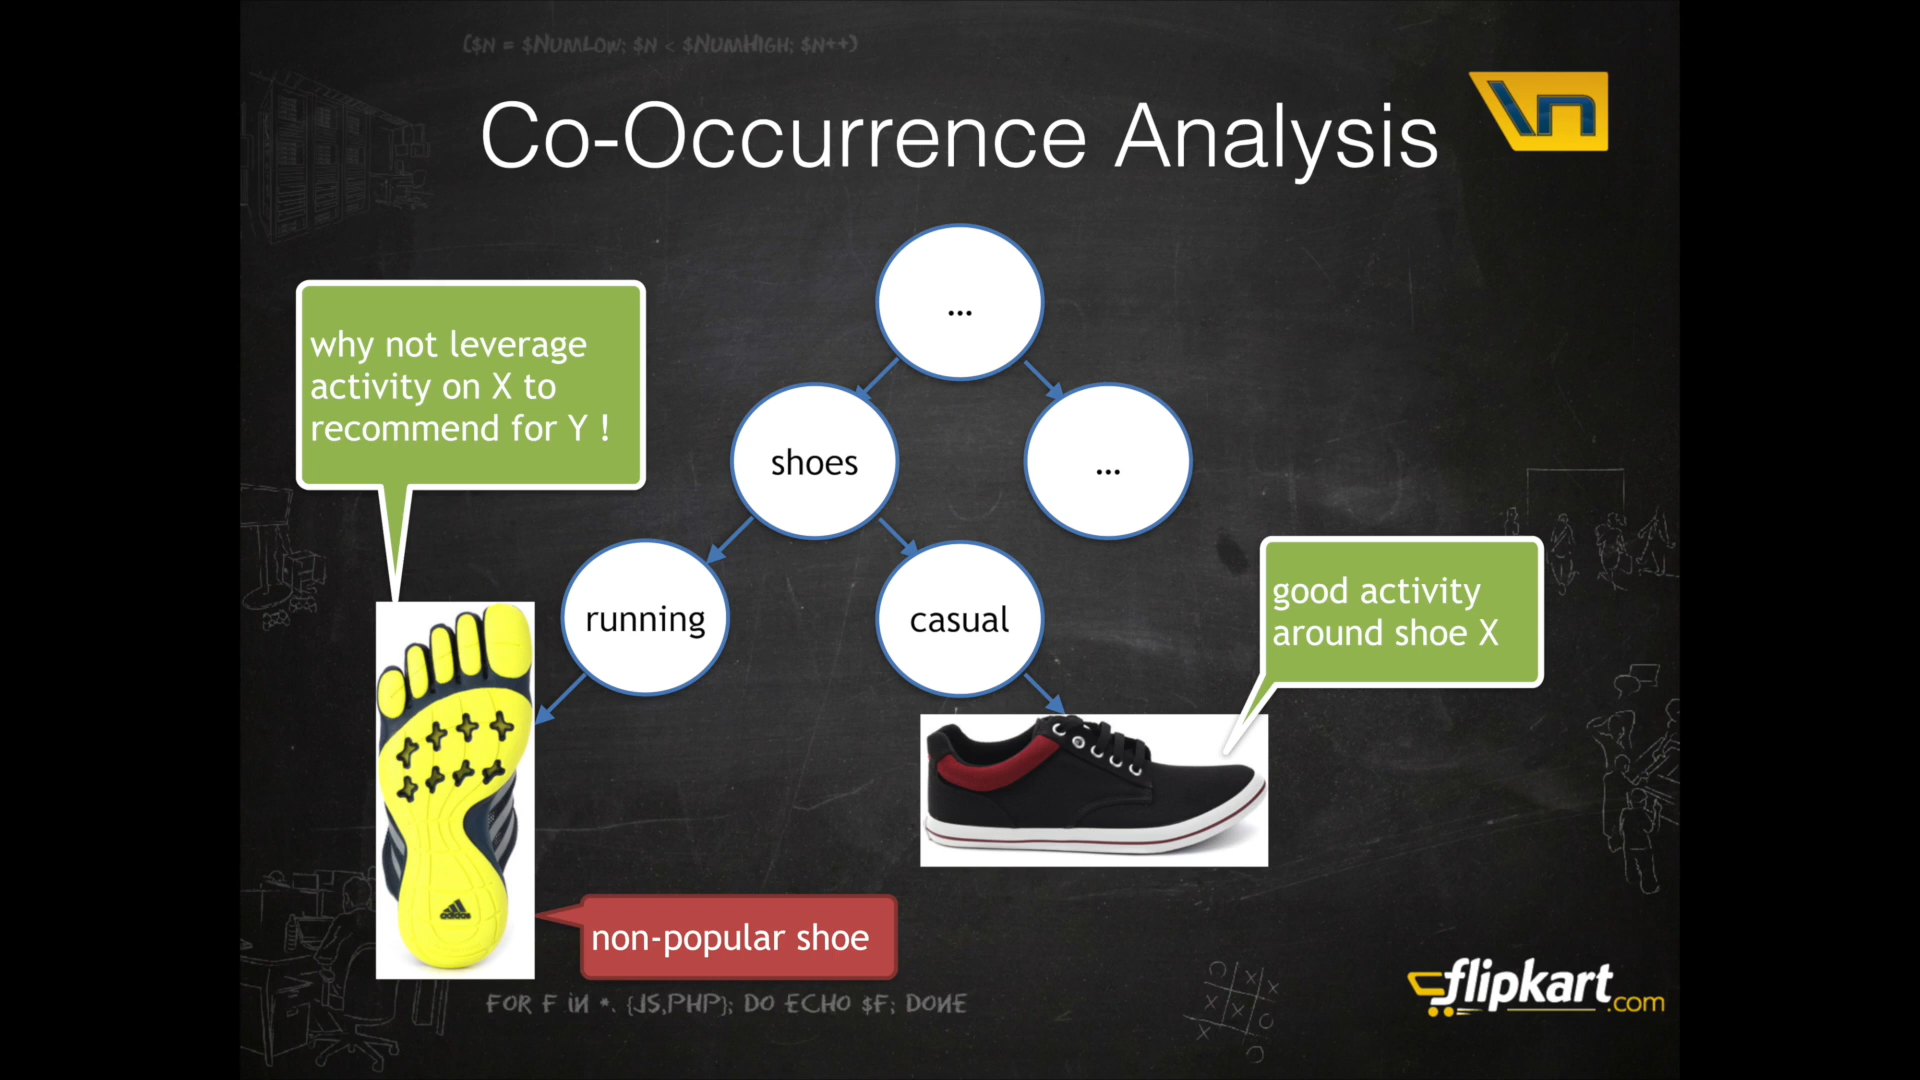 ($N = $NUMLOW; $N < $NUMHIGH; $N++)
Co-Occurrence Analysis
...
why not leverage
activity on X to
recommend for Y !
shoes
...
running
casual
good activity
around shoe X
adidas
non-popular shoe
FOR F IN *. {JS,PHP}; DO ECHO $F; DONE
flipkart.com